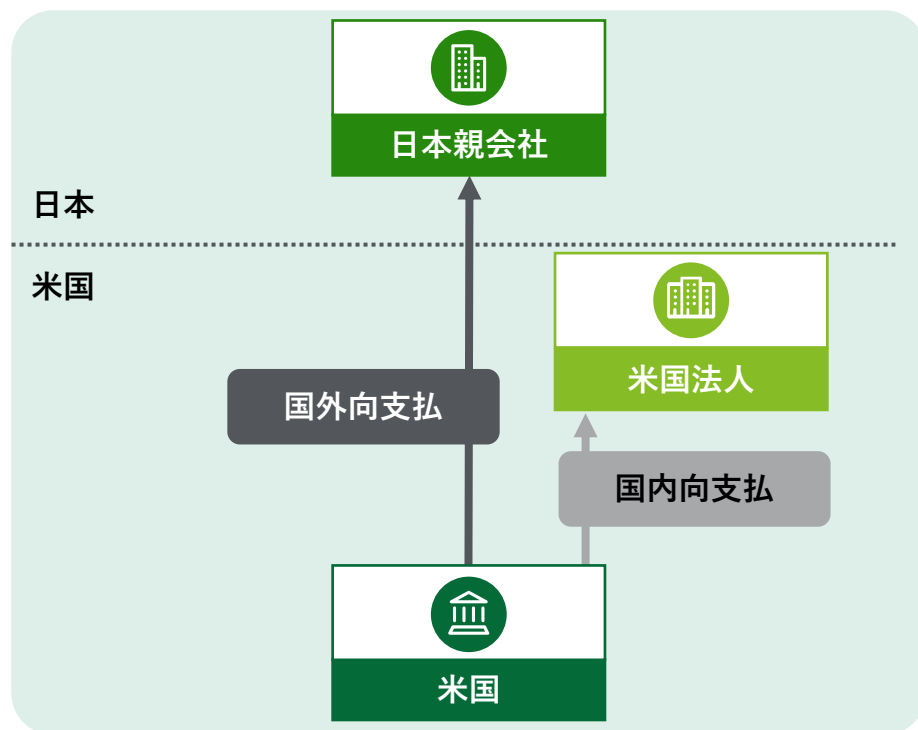 日本親会社
日本
米国
米国法人
国外向支払
国内向支払
米国